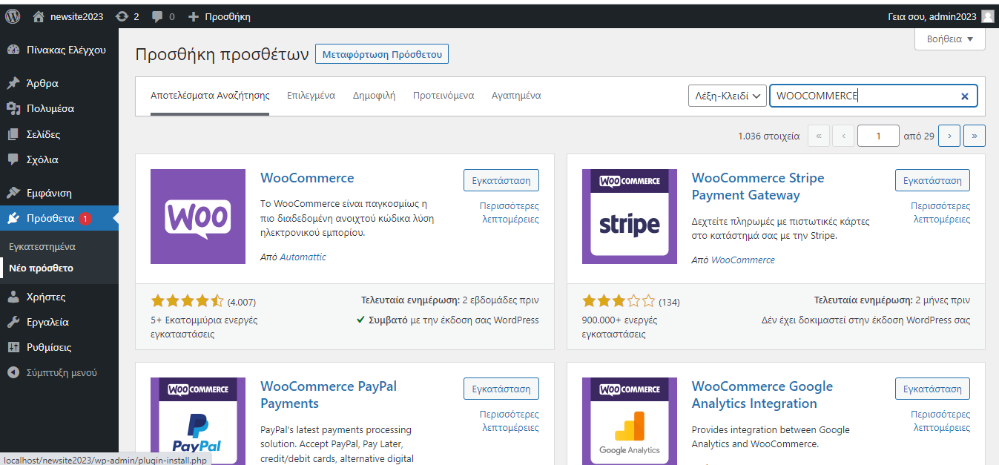 newsite2023 2 0 Προσθήκη Γεια σου, admin2023
Βοήθεια
Πίνακας Ελέγχου
Άρθρα
Πολυμέσα
Σελίδες
Σχόλια
Εμφάνιση
Πρόσθετα 1
Εγκατεστημένα
Νέο πρόσθετο
Χρήστες
Εργαλεία
Ρυθμίσεις
Σύμπτυξη μενού
Προσθήκη προσθέτων Μεταφόρτωση Πρόσθετου
Αποτελέσματα Αναζήτησης Επιλεγμένα Δημοφιλή Προτεινόμενα Αγαπημένα Λέξη-Κλειδί WOOCOMMERCE
1.036 στοιχεία « ‹ 1 από 29 › »
WOO
WooCommerce
Εγκατάσταση
Περισσότερες
λεπτομέρειες
Το WooCommerce είναι παγκοσμίως η
πιο διαδεδομένη ανοιχτού κώδικα λύση
ηλεκτρονικού εμπορίου.
Από Automattic
(4.007)
5+ Εκατομμύρια ενεργές
εγκαταστάσεις
Τελευταία ενημέρωση: 2 εβδομάδες πριν
Συμβατό με την έκδοση σας WordPress
WOO COMMERCE
stripe
WooCommerce Stripe
Payment Gateway
Εγκατάσταση
Περισσότερες
λεπτομέρειες
Δεχτείτε πληρωμές με πιστωτικές κάρτες
στο κατάστημά σας με την Stripe.
Από WooCommerce
(134)
900.000+ ενεργές
εγκαταστάσεις
Τελευταία ενημέρωση: 2 μήνες πριν
Δέν έχει δοκιμαστεί στην έκδοση WordPress σας
WOO COMMERCE
PayPal
WooCommerce PayPal
Payments
Εγκατάσταση
Περισσότερες
λεπτομέρειες
PayPal's latest payments processing
solution. Accept PayPal, Pay Later,
credit/debit cards, alternative digital
WOO COMMERCE
Google Analytics
WooCommerce Google
Analytics Integration
Εγκατάσταση
Περισσότερες
λεπτομέρειες
Provides integration between Google
Analytics and WooCommerce.
localhost/newsite2023/wp-admin/plugin-install.php